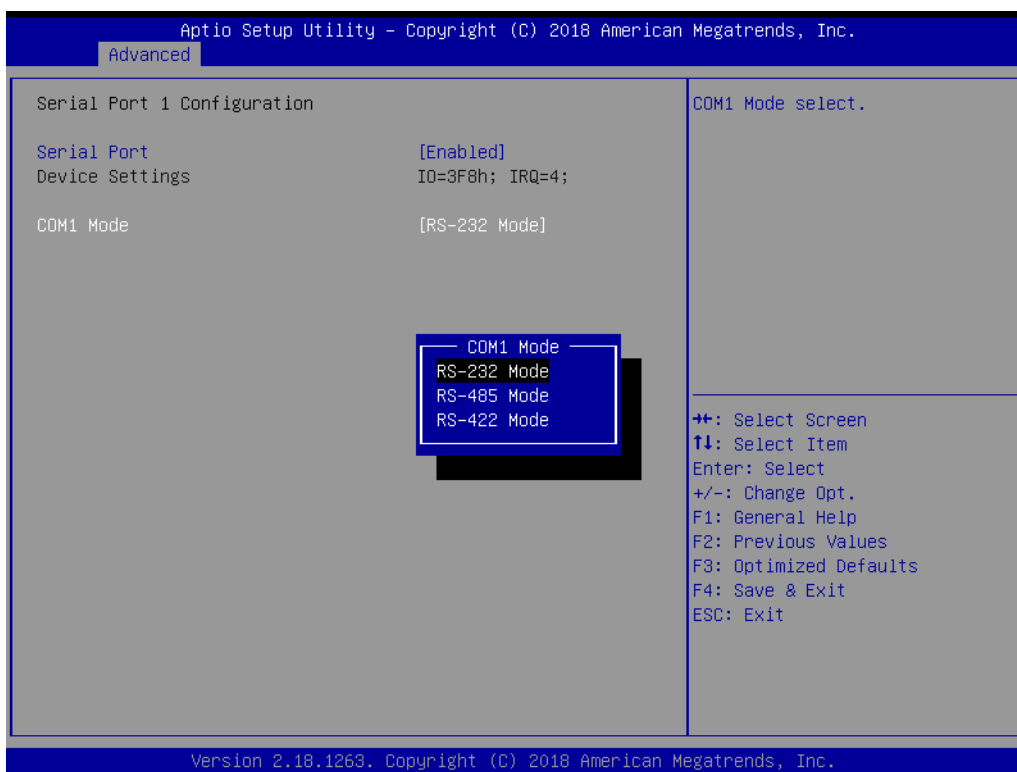 Aptio Setup Utility – Copyright (C) 2018 American Megatrends, Inc.
Advanced
Serial Port 1 Configuration
Serial Port [Enabled]
Device Settings IO=3F8h; IRQ=4;
COM1 Mode [RS-232 Mode]
COM1 Mode
RS-232 Mode
RS-485 Mode
RS-422 Mode
COM1 Mode select.
→←: Select Screen
↑↓: Select Item
Enter: Select
+/-: Change Opt.
F1: General Help
F2: Previous Values
F3: Optimized Defaults
F4: Save & Exit
ESC: Exit
Version 2.18.1263. Copyright (C) 2018 American Megatrends, Inc.